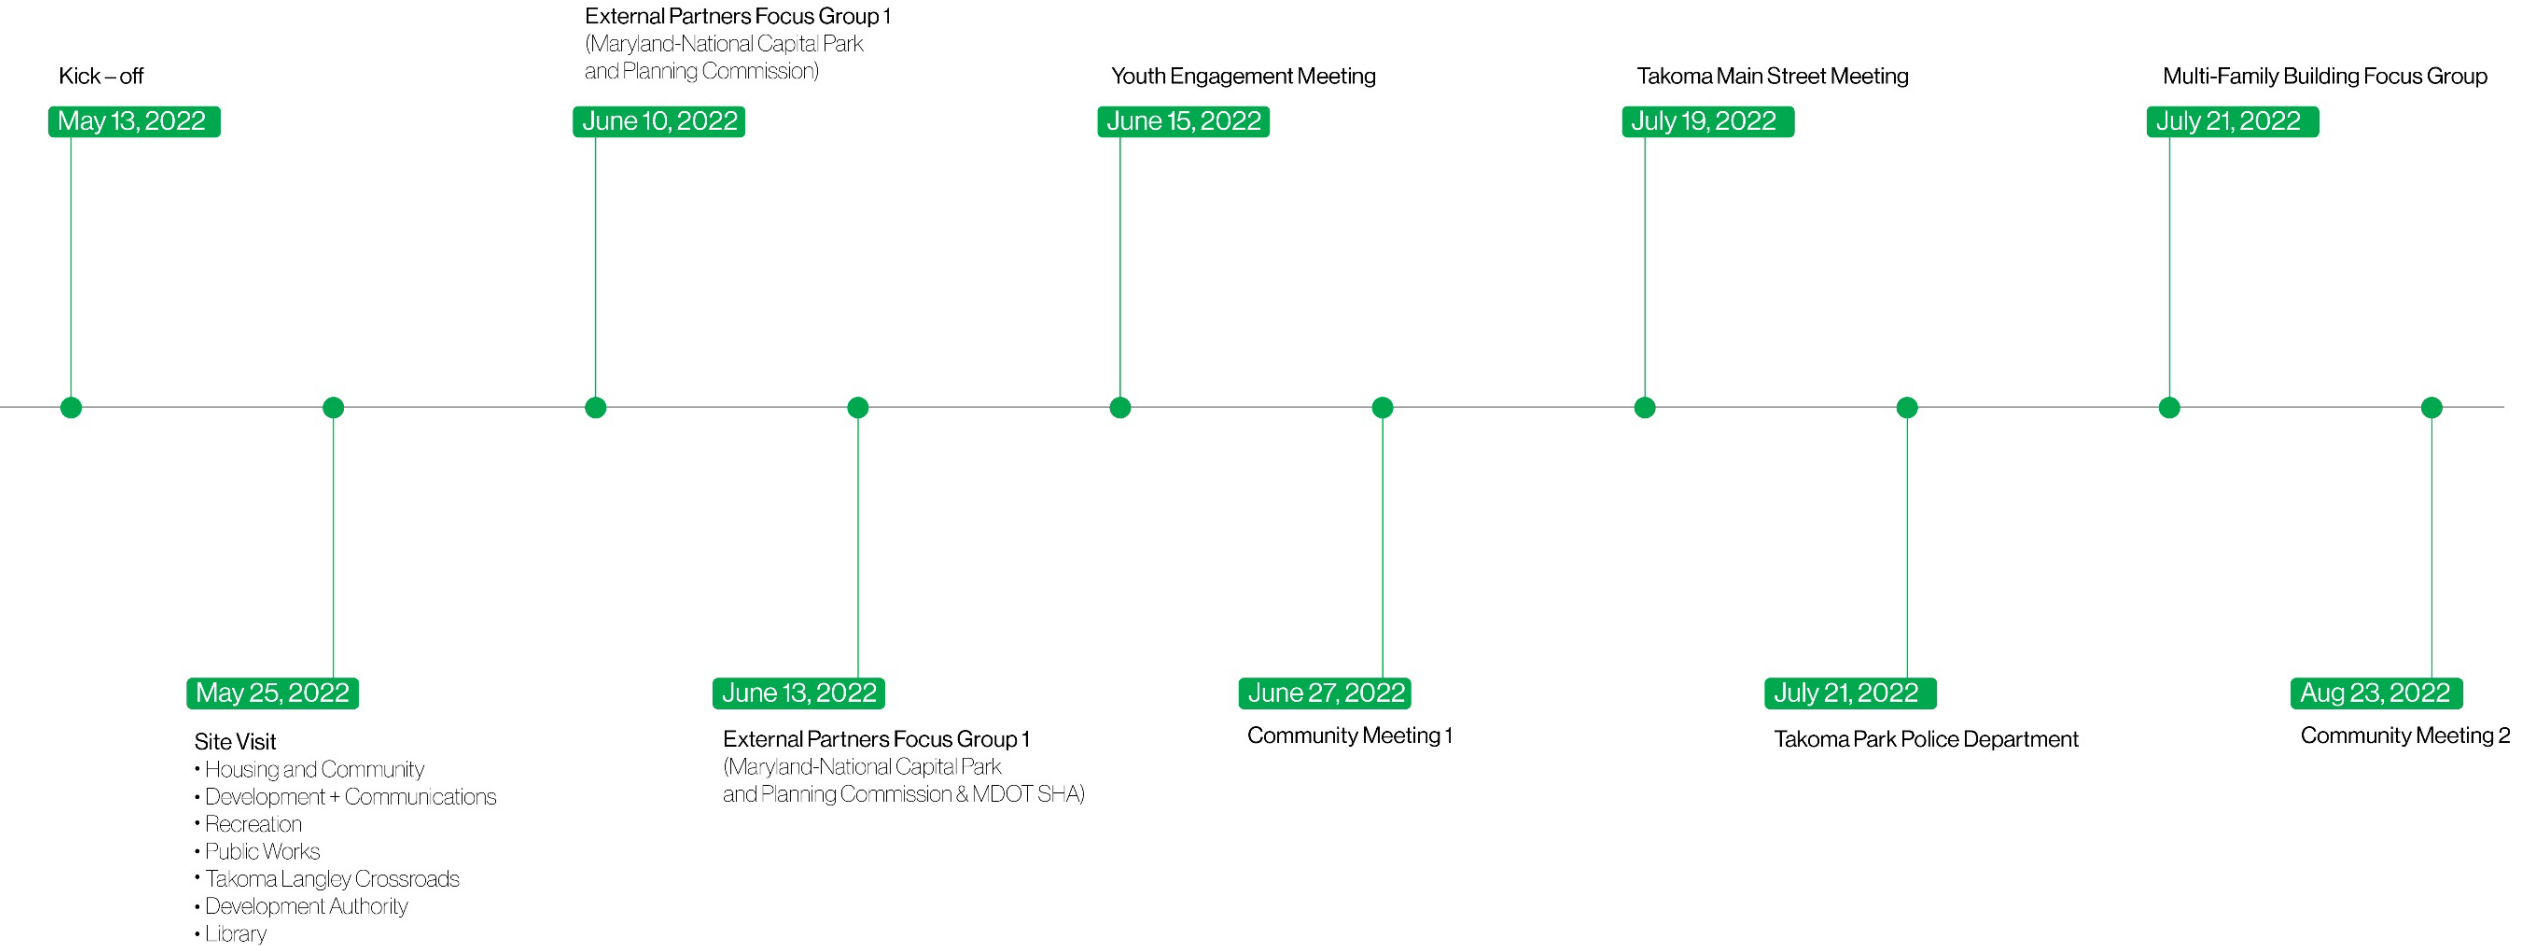 Kick – off
May 13, 2022
May 25, 2022
Site Visit
• Housing and Community
• Development + Communications
• Recreation
• Public Works
• Takoma Langley Crossroads
• Development Authority
• Library
External Partners Focus Group 1
(Maryland-National Capital Park
and Planning Commission)
June 10, 2022
June 13, 2022
External Partners Focus Group 1
(Maryland-National Capital Park
and Planning Commission & MDOT SHA)
Youth Engagement Meeting
June 15, 2022
June 27, 2022
Community Meeting 1
Takoma Main Street Meeting
July 19, 2022
July 21, 2022
Takoma Park Police Department
Multi-Family Building Focus Group
July 21, 2022
Aug 23, 2022
Community Meeting 2